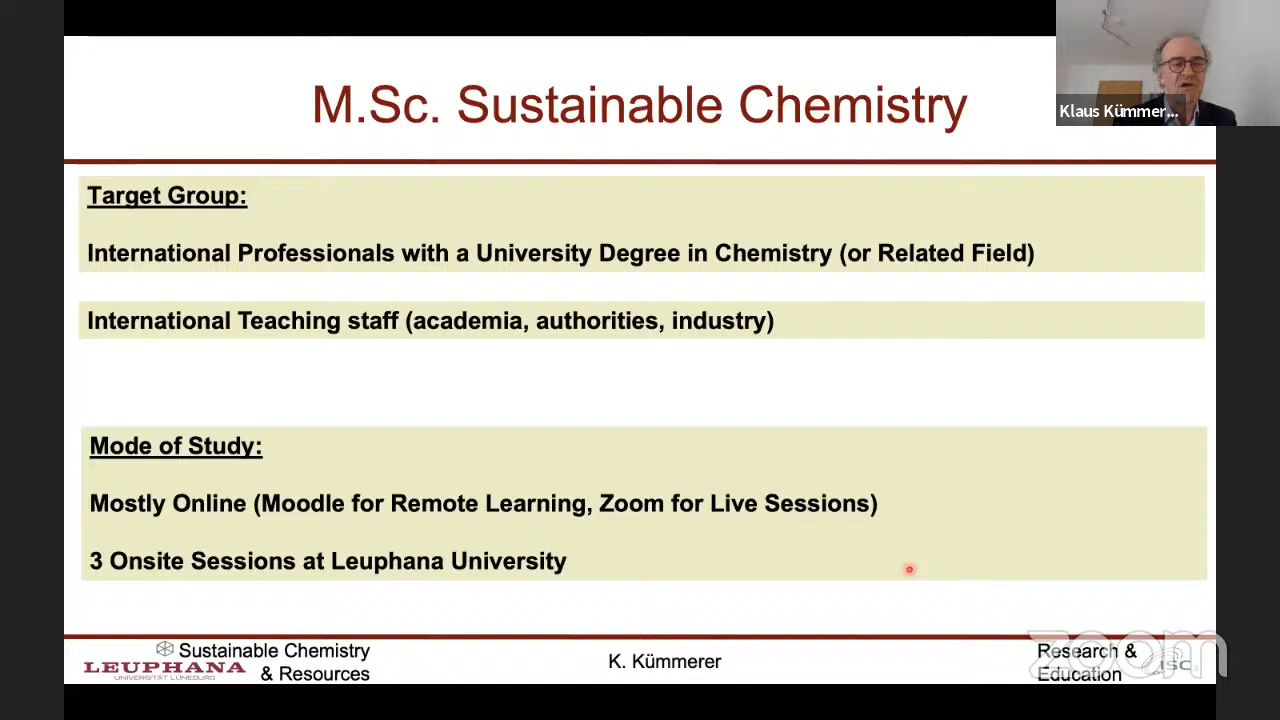 M.Sc. Sustainable Chemistry
Klaus Kümmer...
Target Group:
International Professionals with a University Degree in Chemistry (or Related Field)
International Teaching staff (academia, authorities, industry)
Mode of Study:
Mostly Online (Moodle for Remote Learning, Zoom for Live Sessions)
3 Onsite Sessions at Leuphana University
Sustainable Chemistry
& Resources
LEUPHANA
UNIVERSITÄT LÜNEBURG
K. Kümmerer
Research &
Education
ISC3
zoom